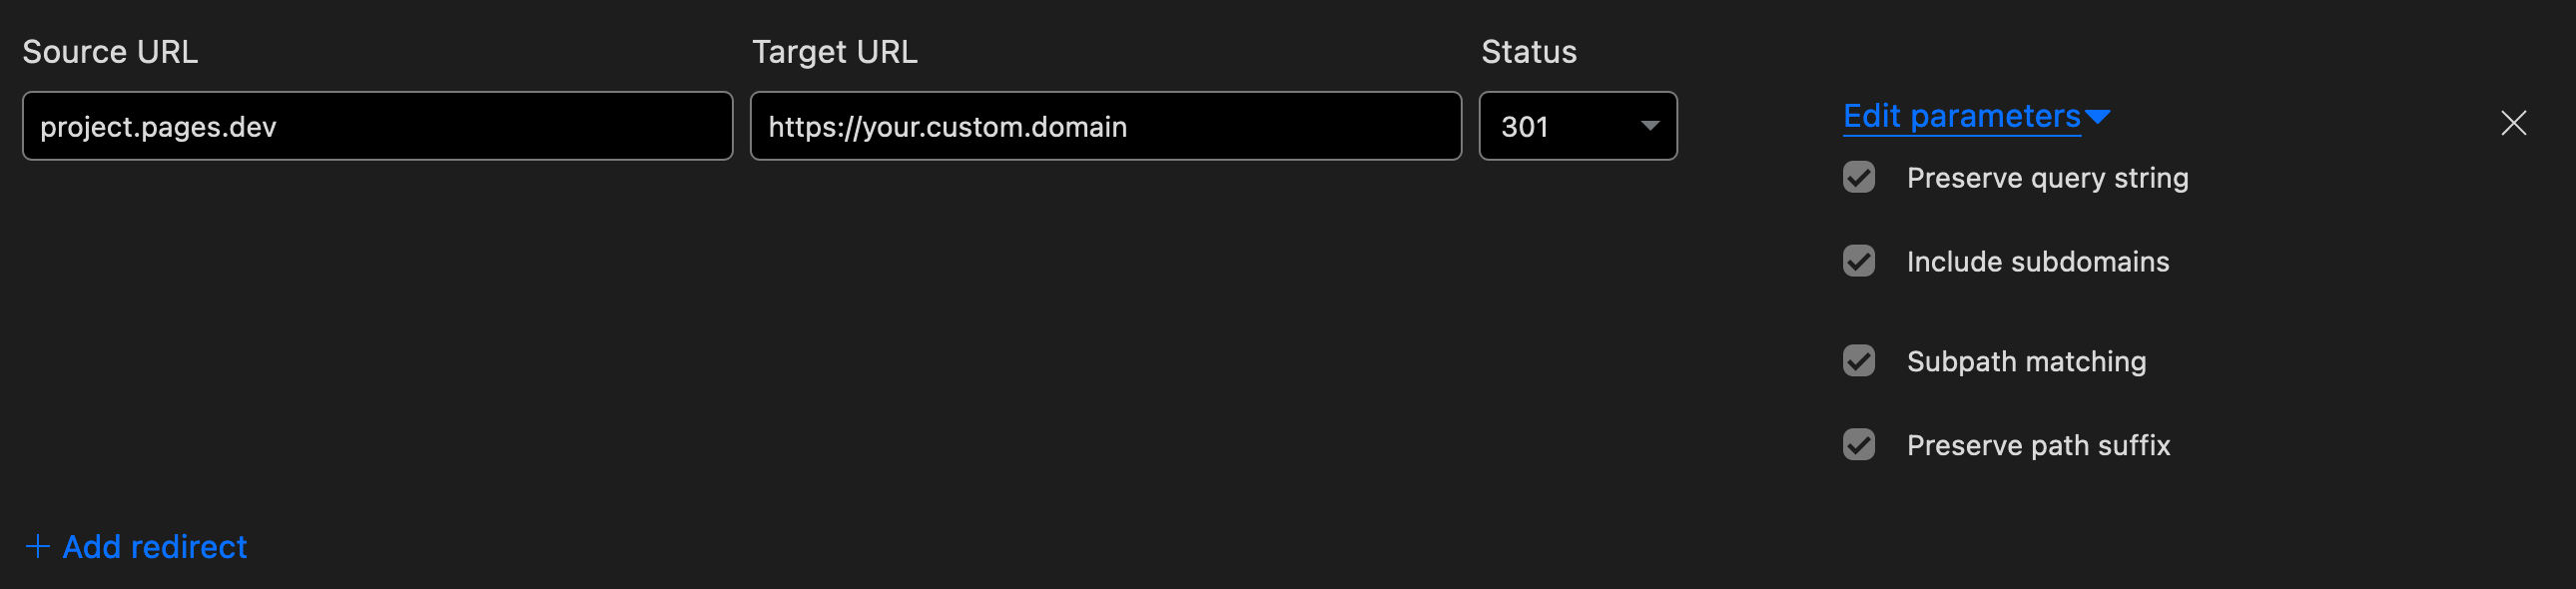 Source URL
Target URL
Status
project.pages.dev
https://your.custom.domain
301
Edit parameters
Preserve query string
Include subdomains
Subpath matching
Preserve path suffix
+ Add redirect